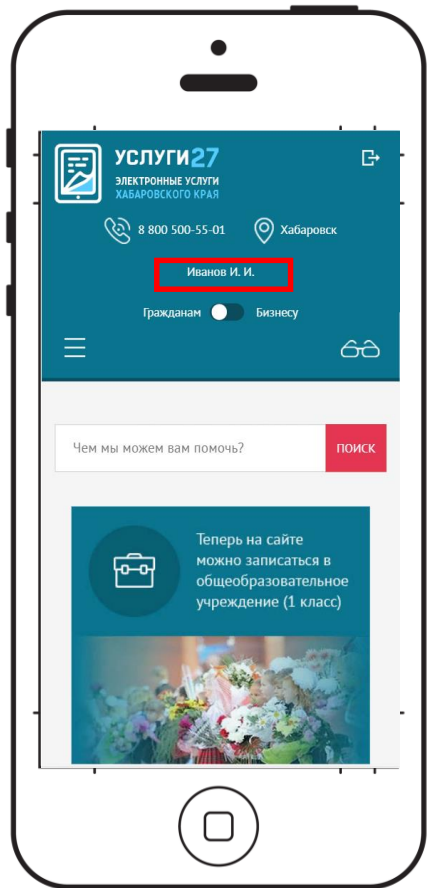 УСЛУГИ27
ЭЛЕКТРОННЫЕ УСЛУГИ
ХАБАРОВСКОГО КРАЯ
8 800 500-55-01 Хабаровск
Иванов И. И.
Гражданам Бизнесу
Чем мы можем вам помочь? ПОИСК
Теперь на сайте
можно записаться в
общеобразовательное
учреждение (1 класс)